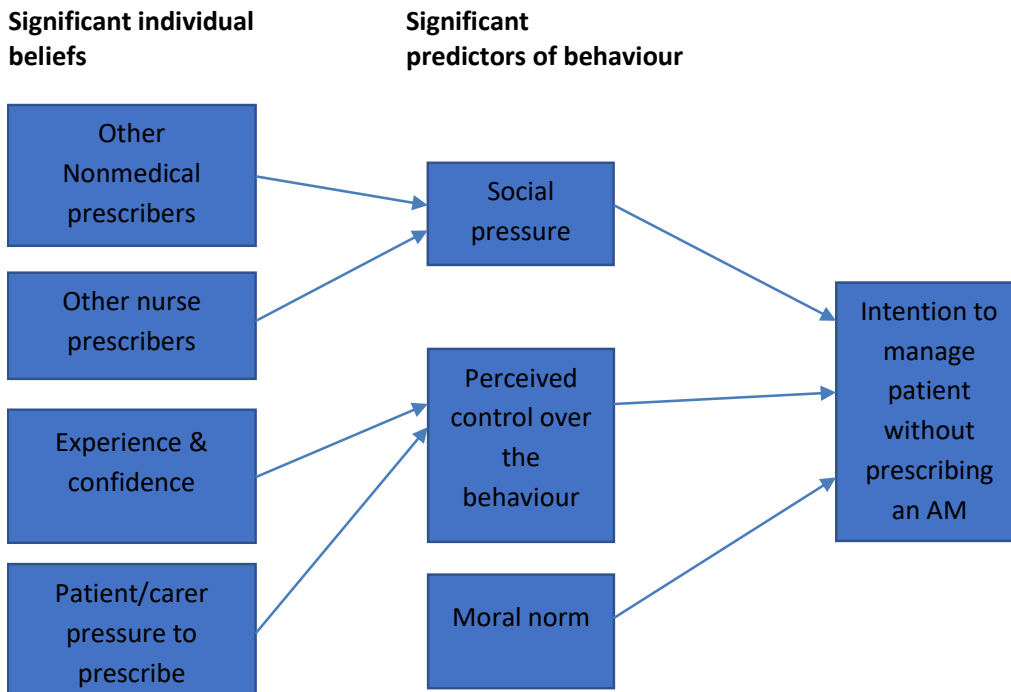 Significant individual
beliefs
Significant
predictors of behaviour
Other
Nonmedical
prescribers
Other nurse
prescribers
Experience &
confidence
Patient/carer
pressure to
prescribe
Social
pressure
Perceived
control over
the
behaviour
Moral norm
Intention to
manage
patient
without
prescribing
an AM